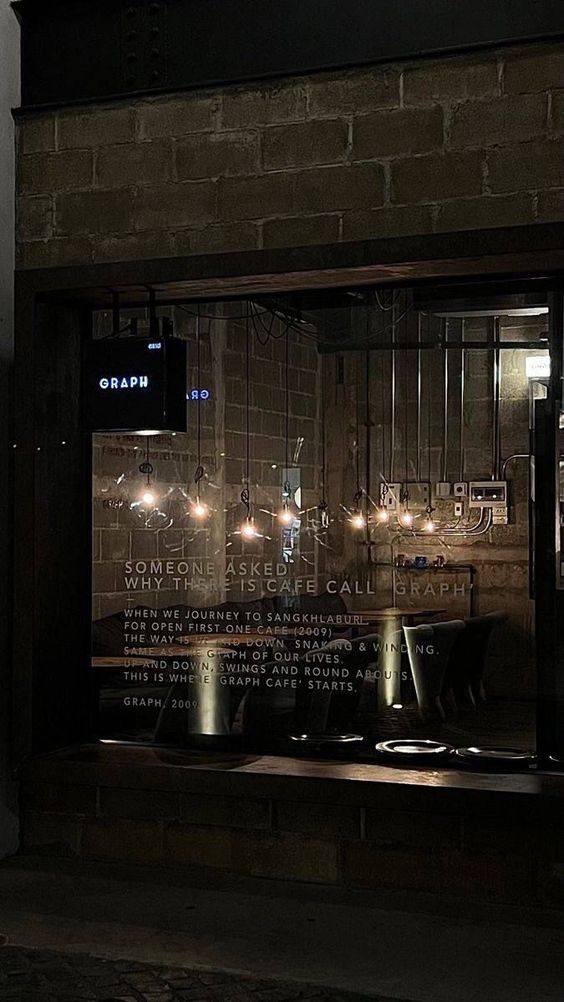 GRAPH
SOMEONE ASKED
WHY THERE IS CAFE CALL 'GRAPH'
WHEN WE JOURNEY TO SANGKHLABURI,
FOR OPEN FIRST ONE CAFE (2009)
THE WAY IS UP AND DOWN, SNAKING & WINDING.
SAME AS THE GRAPH OF OUR LIVES.
UP AND DOWN, SWINGS AND ROUND ABOUTS.
THIS IS WHERE 'GRAPH CAFE' STARTS,
GRAPH, 2009